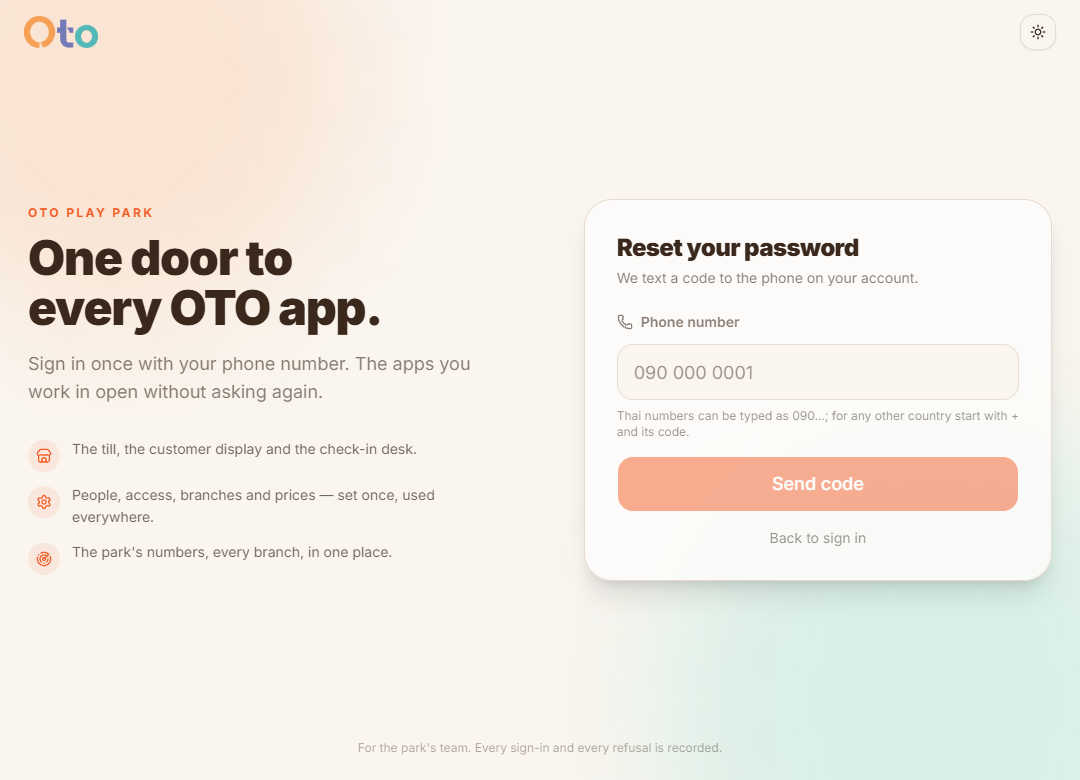 Oto
OTO PLAY PARK
One door to
every OTO app.
Sign in once with your phone number. The apps you
work in open without asking again.
The till, the customer display and the check-in desk.
People, access, branches and prices — set once, used
everywhere.
The park's numbers, every branch, in one place.
Reset your password
We text a code to the phone on your account.
Phone number
090 000 0001
Thai numbers can be typed as 090…; for any other country start with +
and its code.
Send code
Back to sign in
For the park's team. Every sign-in and every refusal is recorded.